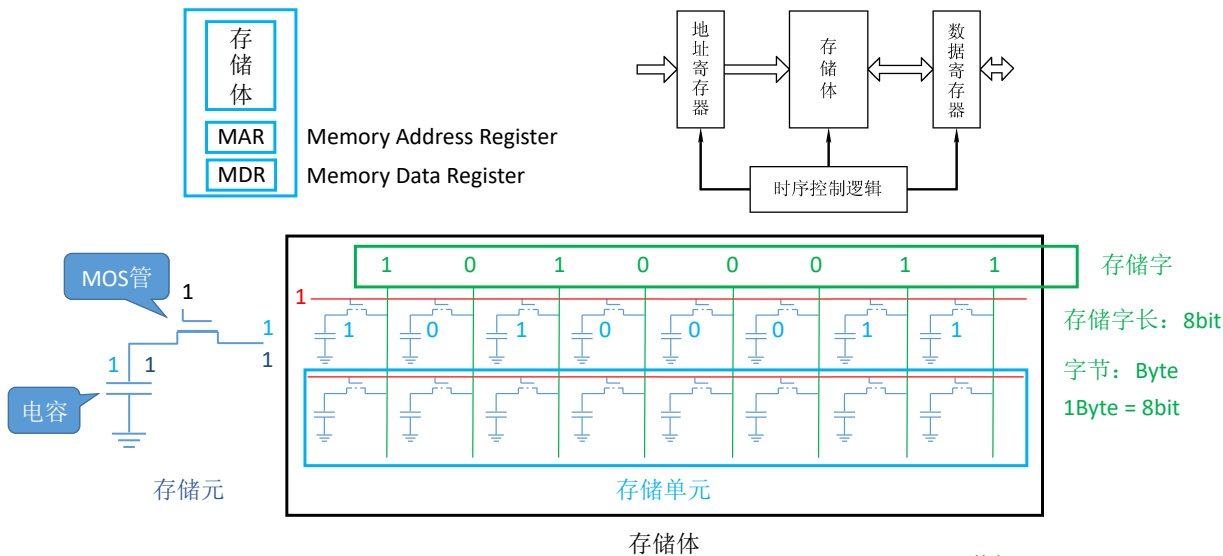 存储体
MAR
Memory Address Register
MDR
Memory Data Register
地址寄存器
存储体
数据寄存器
时序控制逻辑
MOS管
1
1
1
1
1
电容
存储元
1 0 1 0 0 0 1 1
存储字
1
1 0 1 0 0 0 1 1
存储字长：8bit
字节：Byte
1Byte = 8bit
存储单元
存储体